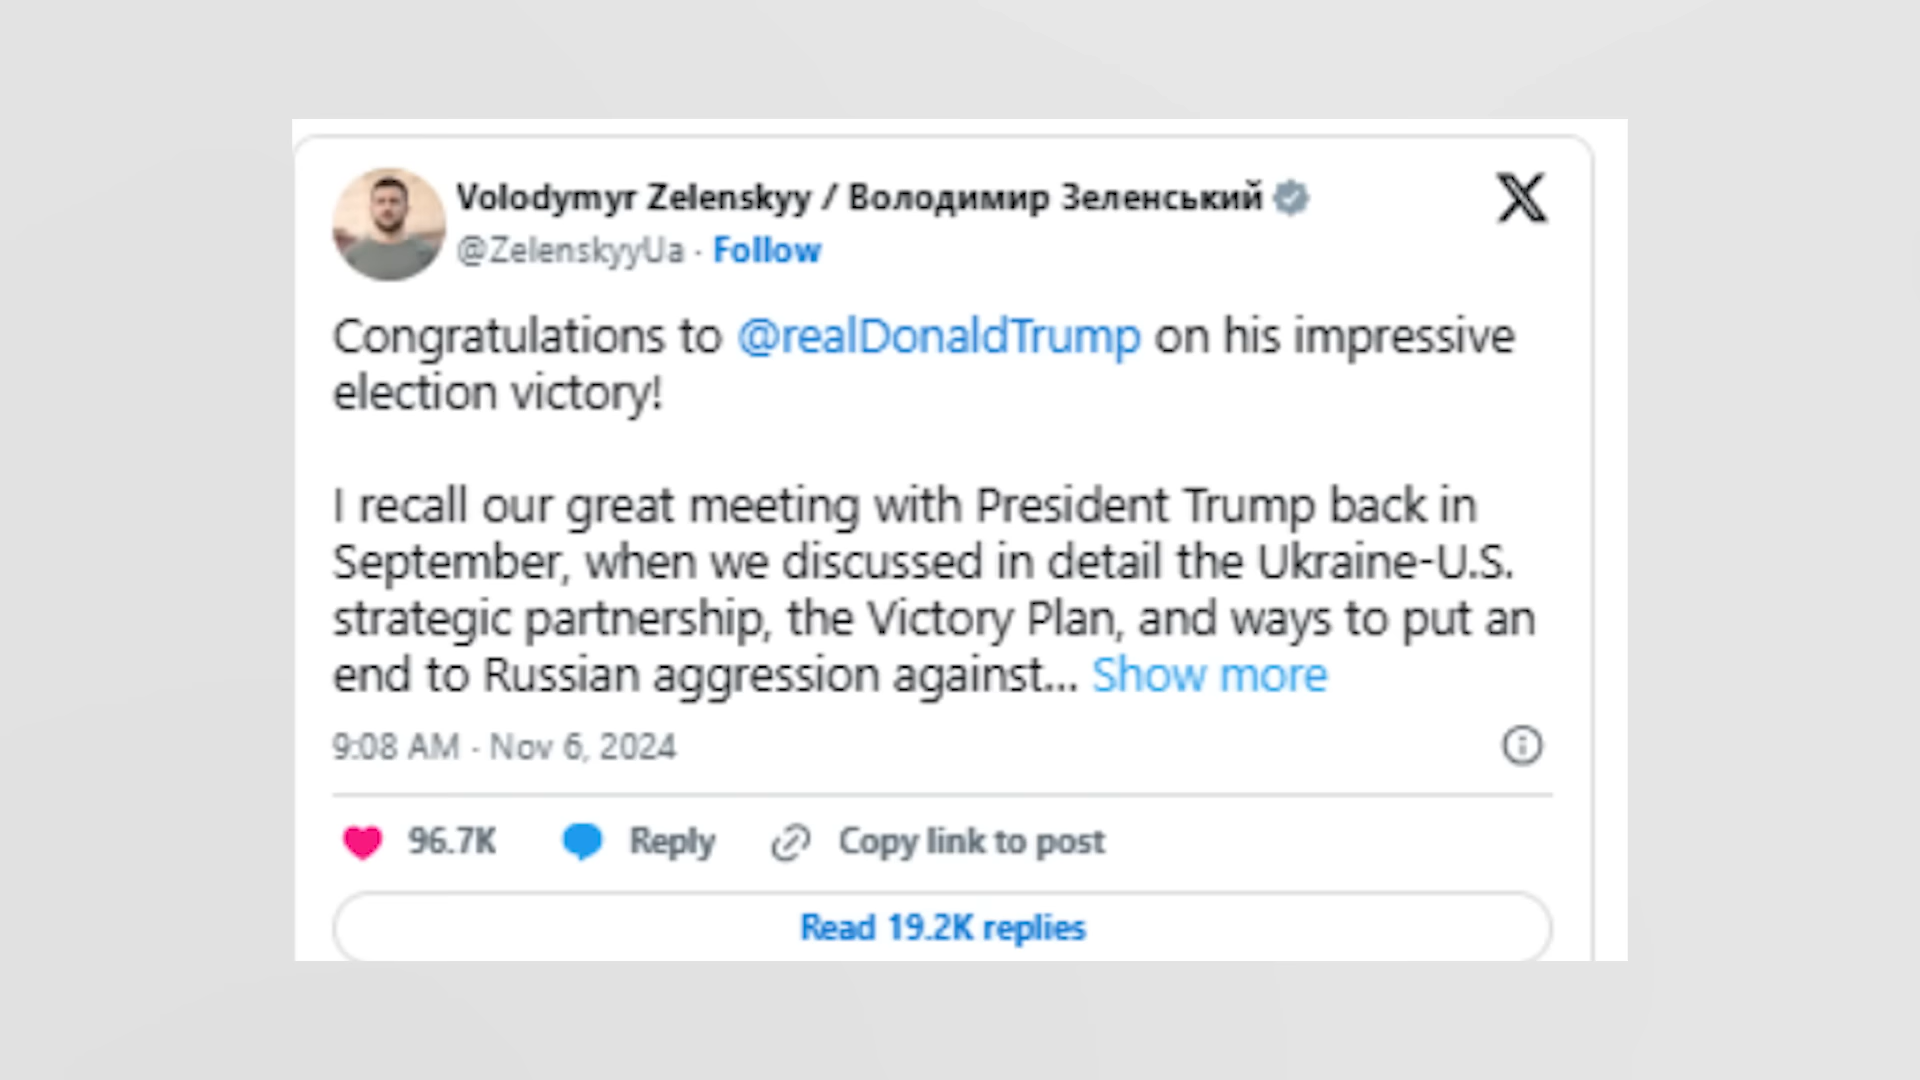 Volodymyr Zelenskyy / Володимир Зеленський
@ZelenskyyUa · Follow
Congratulations to @realDonaldTrump on his impressive
election victory!
I recall our great meeting with President Trump back in
September, when we discussed in detail the Ukraine-U.S.
strategic partnership, the Victory Plan, and ways to put an
end to Russian aggression against... Show more
9:08 AM · Nov 6, 2024
96.7K Reply Copy link to post
Read 19.2K replies